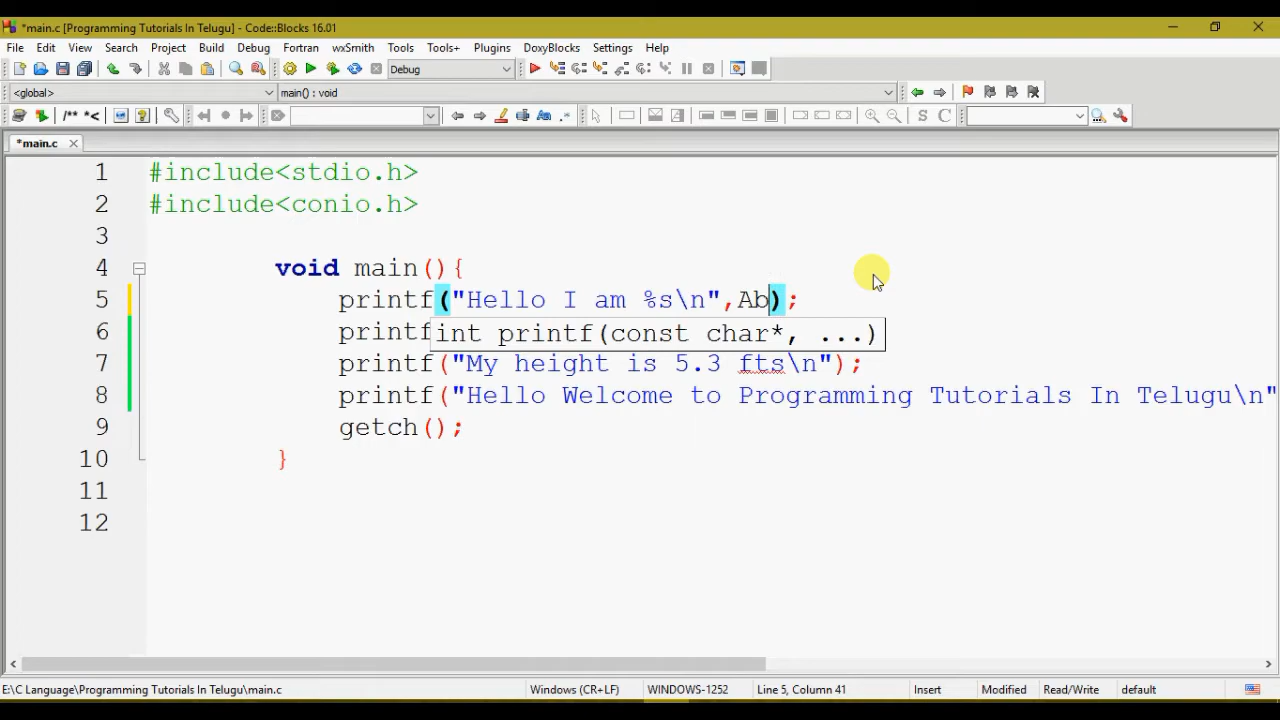 *main.c [Programming Tutorials In Telugu] - Code::Blocks 16.01
File Edit View Search Project Build Debug Fortran wxSmith Tools Tools+ Plugins DoxyBlocks Settings Help
Debug
<global> main() : void
/** *<
S C
*main.c
1 #include<stdio.h>
2 #include<conio.h>
3
4 void main(){
5 printf("Hello I am %s\n",Ab);
6 printf int printf(const char*, ...)
7 printf("My height is 5.3 fts\n");
8 printf("Hello Welcome to Programming Tutorials In Telugu\n"
9 getch();
10 }
11
12
E:\C Language\Programming Tutorials In Telugu\main.c Windows (CR+LF) WINDOWS-1252 Line 5, Column 41 Insert Modified Read/Write default